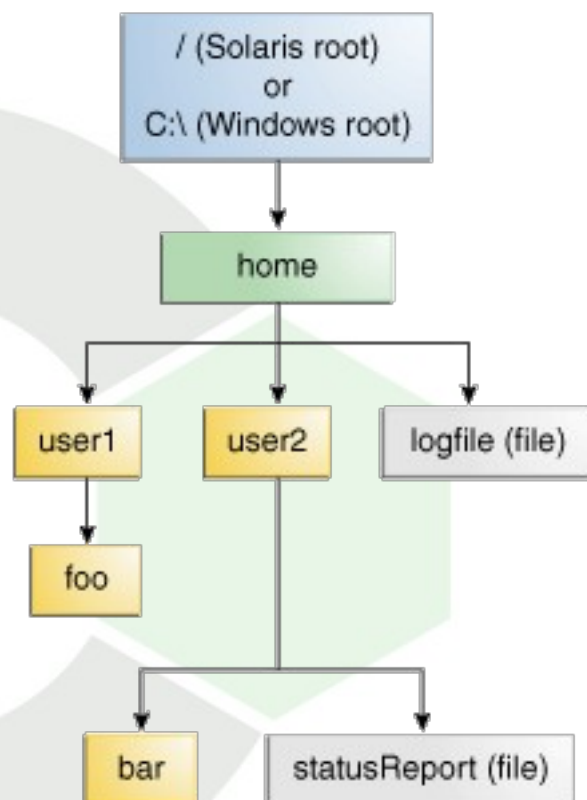 / (Solaris root)
or
C:\ (Windows root)
home
user1
user2
logfile (file)
foo
bar
statusReport (file)